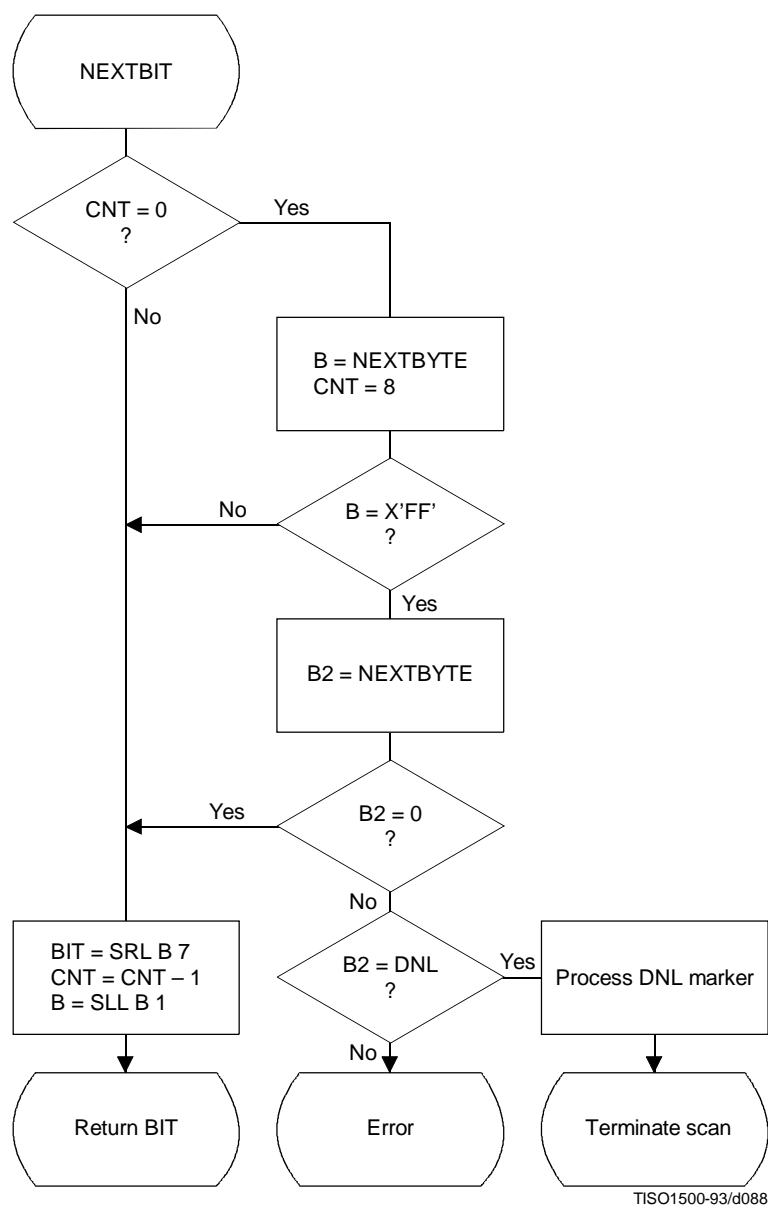 NEXTBIT
CNT = 0
?
Yes
No
B = NEXTBYTE
CNT = 8
No
B = X’FF’
?
Yes
B2 = NEXTBYTE
Yes
B2 = 0
?
No
BIT = SRL B 7
CNT = CNT – 1
B = SLL B 1
B2 = DNL
?
Yes
Process DNL marker
No
Return BIT
Error
Terminate scan
TISO1500-93/d088